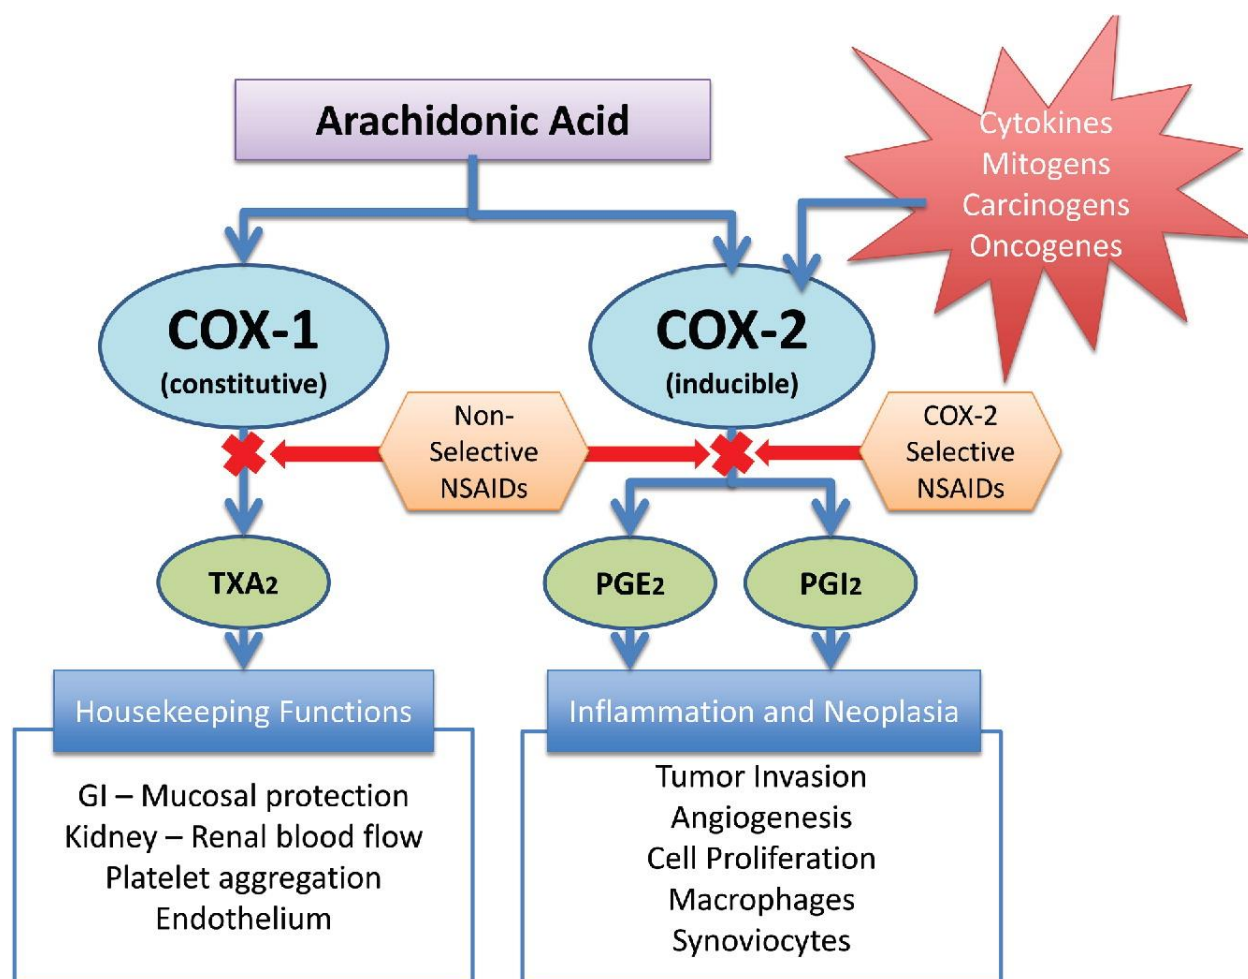 Arachidonic Acid
Cytokines
Mitogens
Carcinogens
Oncogenes
COX-1
(constitutive)
COX-2
(inducible)
Non-
Selective
NSAIDs
COX-2
Selective
NSAIDs
TXA2
PGE2
PGI2
Housekeeping Functions
GI – Mucosal protection
Kidney – Renal blood flow
Platelet aggregation
Endothelium
Inflammation and Neoplasia
Tumor Invasion
Angiogenesis
Cell Proliferation
Macrophages
Synoviocytes